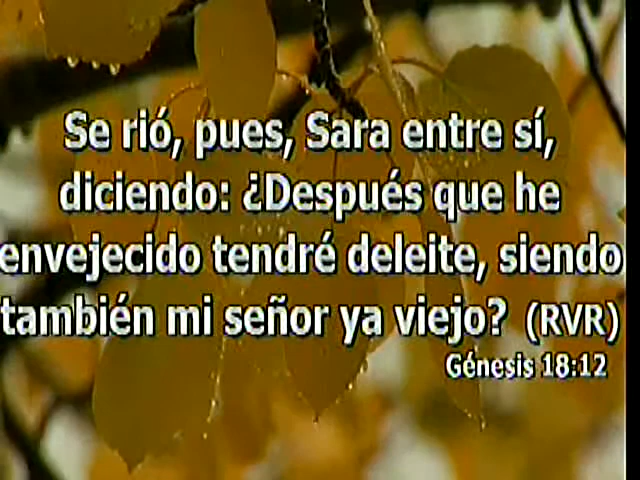 Se rió, pues, Sara entre sí,
diciendo: ¿Después que he
envejecido tendré deleite, siendo
también mi señor ya viejo? (RVR)
Génesis 18:12